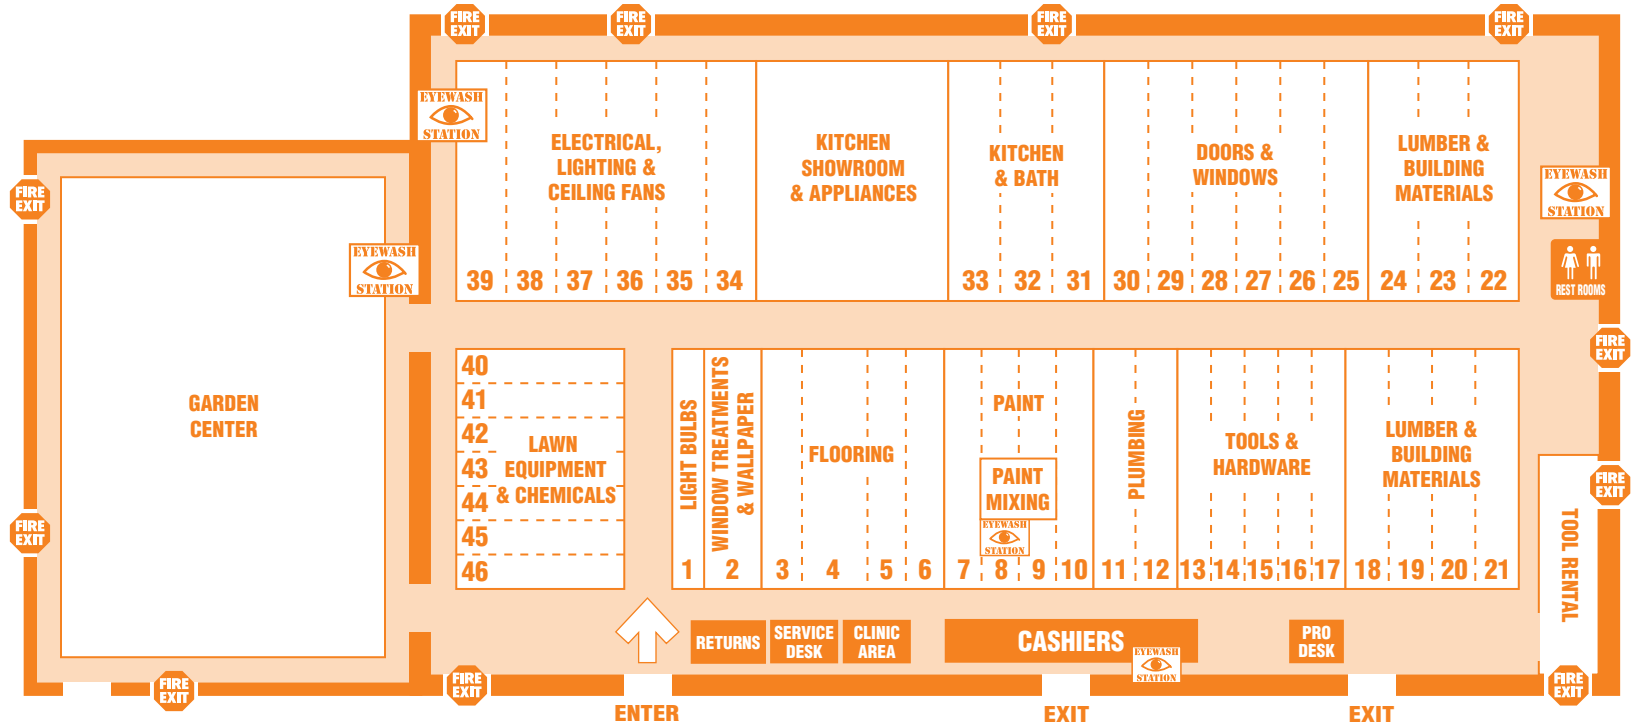 FIRE
EXIT
FIRE
EXIT
FIRE
EXIT
FIRE
EXIT
EYEWASH
STATION
ELECTRICAL,
LIGHTING &
CEILING FANS
KITCHEN
SHOWROOM
& APPLIANCES
KITCHEN
& BATH
DOORS &
WINDOWS
LUMBER &
BUILDING
MATERIALS
EYEWASH
STATION
FIRE
EXIT
EYEWASH
STATION
REST ROOMS
39 38 37 36 35 34 33 32 31 30 29 28 27 26 25 24 23 22
FIRE
EXIT
GARDEN
CENTER
40
41
42
43
44
45
46
LAWN
EQUIPMENT
& CHEMICALS
LIGHT BULBS
WINDOW TREATMENTS
& WALLPAPER
FLOORING
PAINT
PAINT
MIXING
EYEWASH
STATION
PLUMBING
TOOLS &
HARDWARE
LUMBER &
BUILDING
MATERIALS
FIRE
EXIT
TOOL RENTAL
FIRE
EXIT
1 2 3 4 5 6 7 8 9 10 11 12 13 14 15 16 17 18 19 20 21
RETURNS
SERVICE
DESK
CLINIC
AREA
CASHIERS
EYEWASH
STATION
PRO
DESK
FIRE
EXIT
FIRE
EXIT
FIRE
EXIT
ENTER
EXIT
EXIT